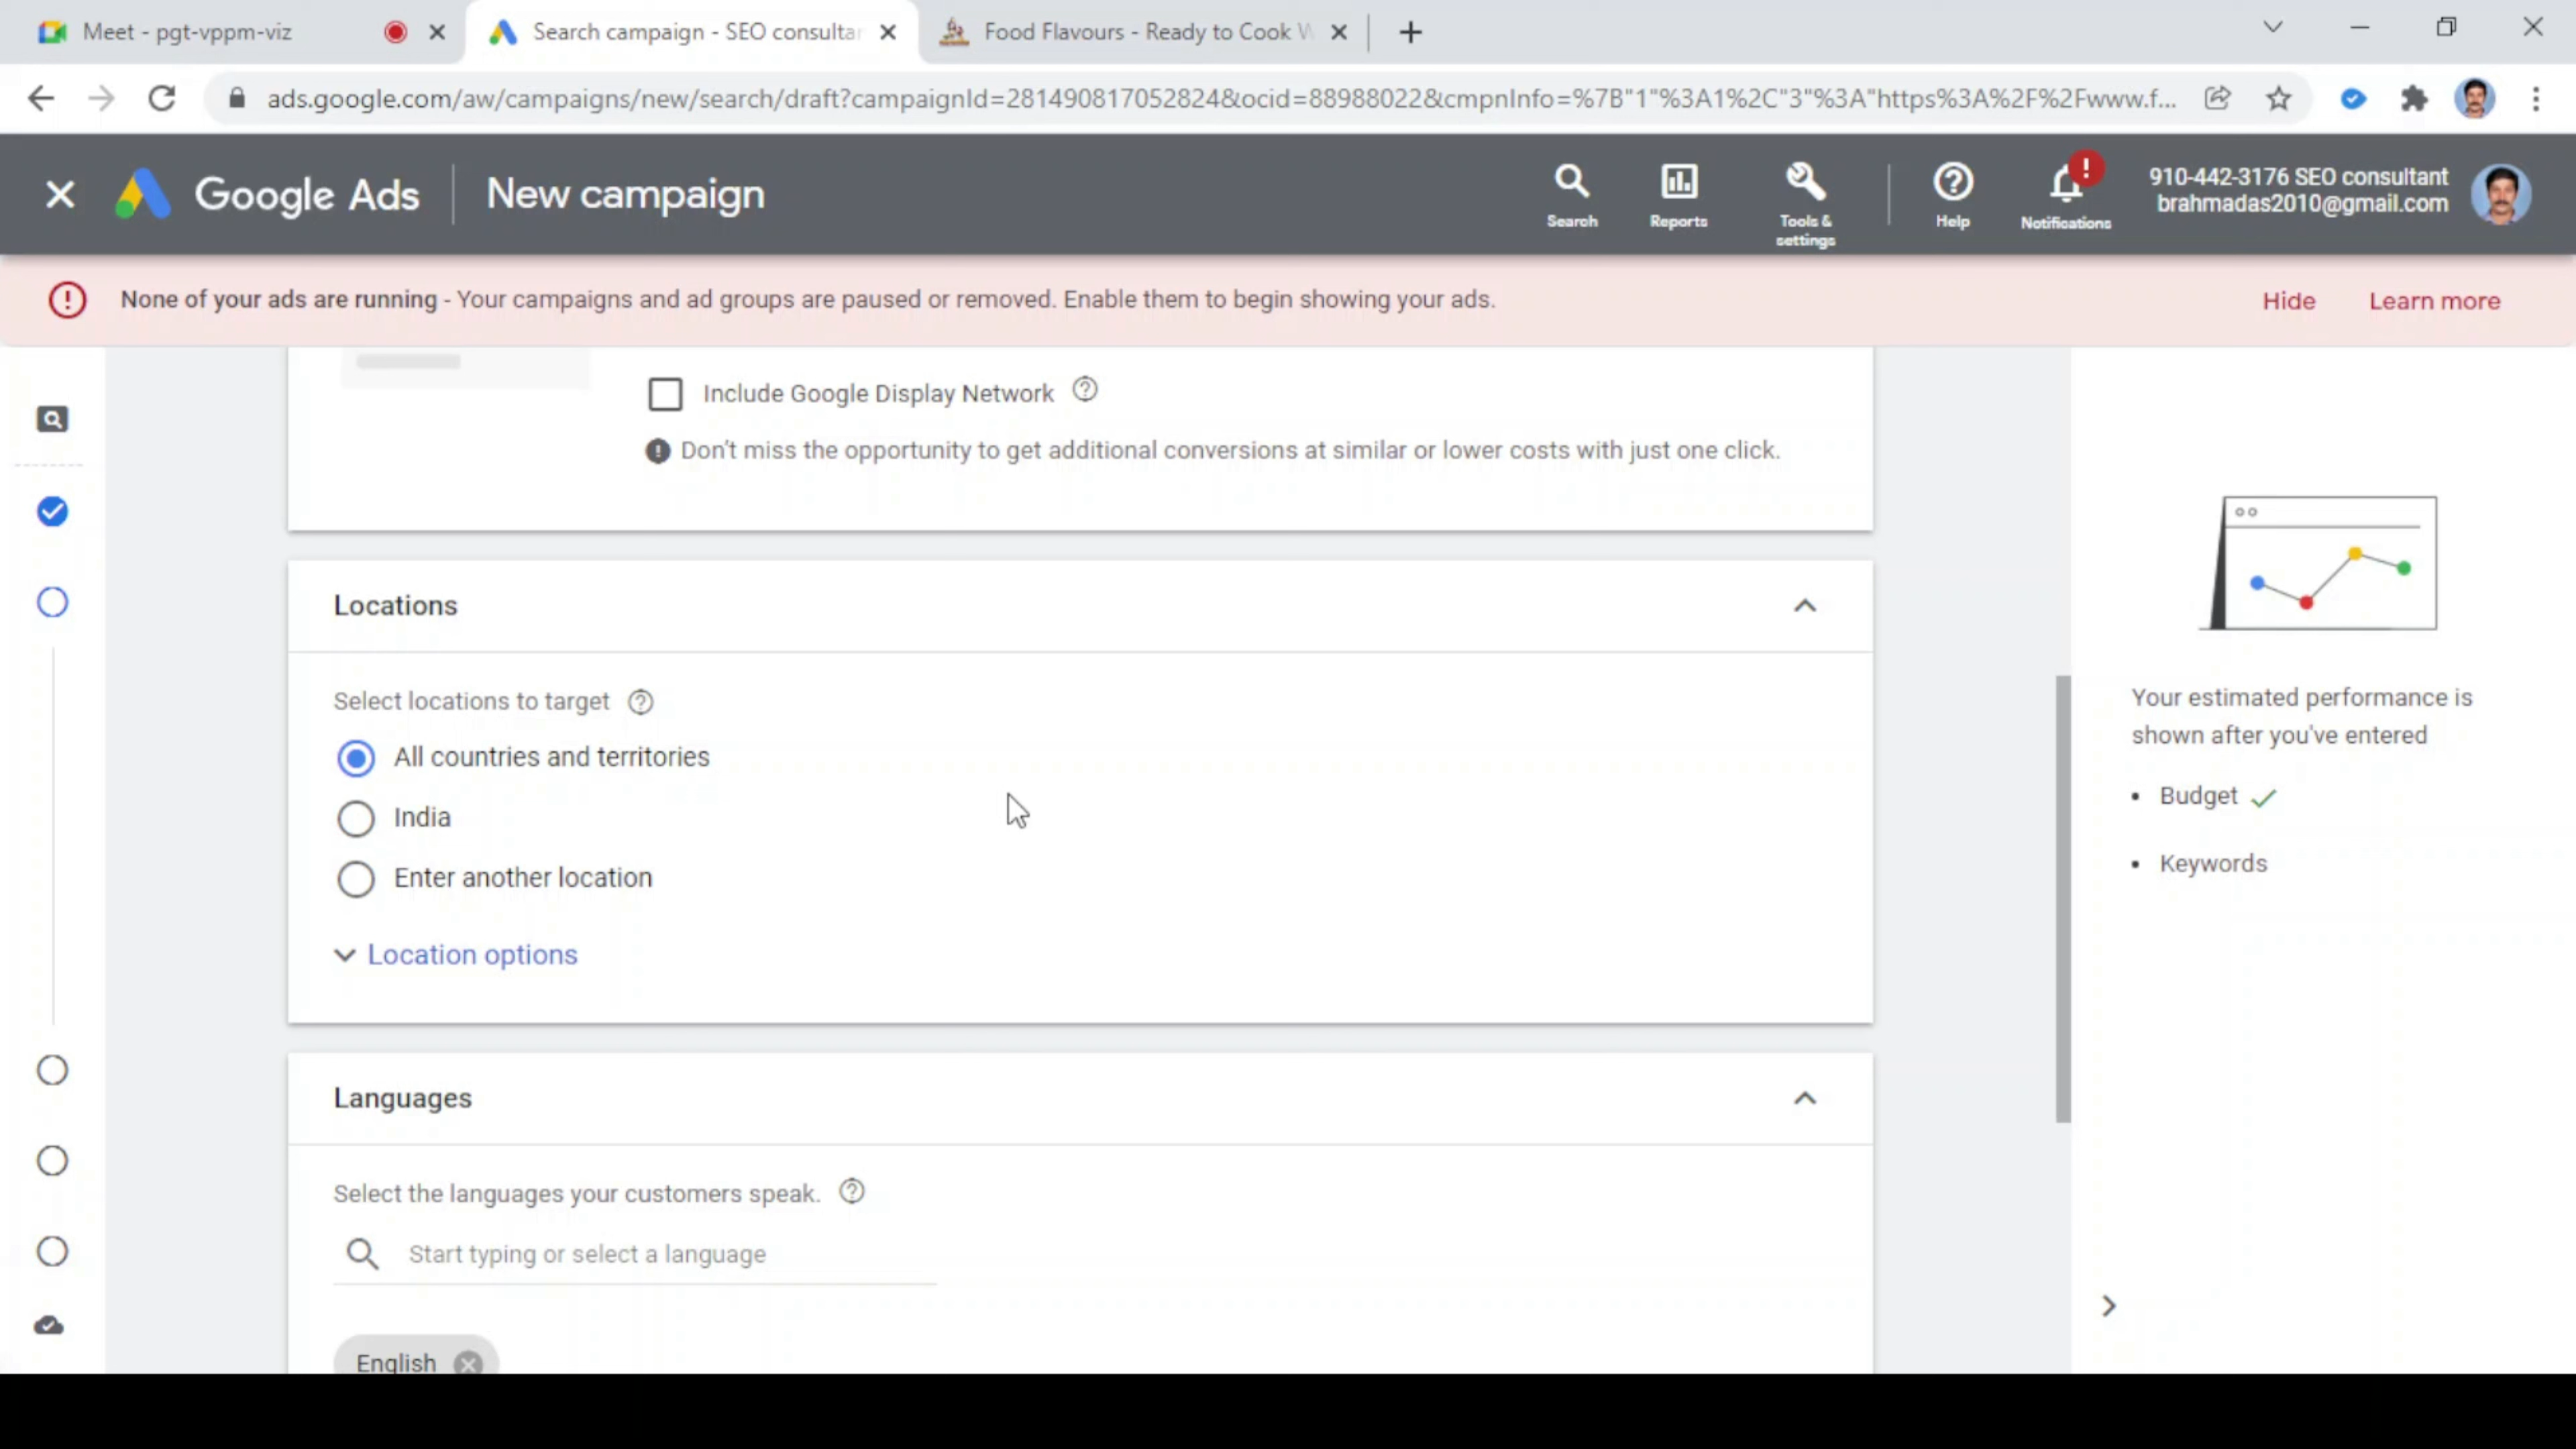 Meet - pgt-vppm-viz
Search campaign - SEO consultan
Food Flavours - Ready to Cook W
ads.google.com/aw/campaigns/new/search/draft?campaignId=281490817052824&ocid=88988022&cmpnInfo=%7B"1"%3A1%2C"3"%3A"https%3A%2F%2Fwww.f...
Google Ads
New campaign
Search
Reports
Tools &
settings
Help
Notifications
910-442-3176 SEO consultant
brahmadas2010@gmail.com
None of your ads are running - Your campaigns and ad groups are paused or removed. Enable them to begin showing your ads.
Hide
Learn more
Include Google Display Network
Don't miss the opportunity to get additional conversions at similar or lower costs with just one click.
Locations
Select locations to target
All countries and territories
India
Enter another location
Location options
Languages
Select the languages your customers speak.
Start typing or select a language
English
Your estimated performance is
shown after you've entered
• Budget
• Keywords